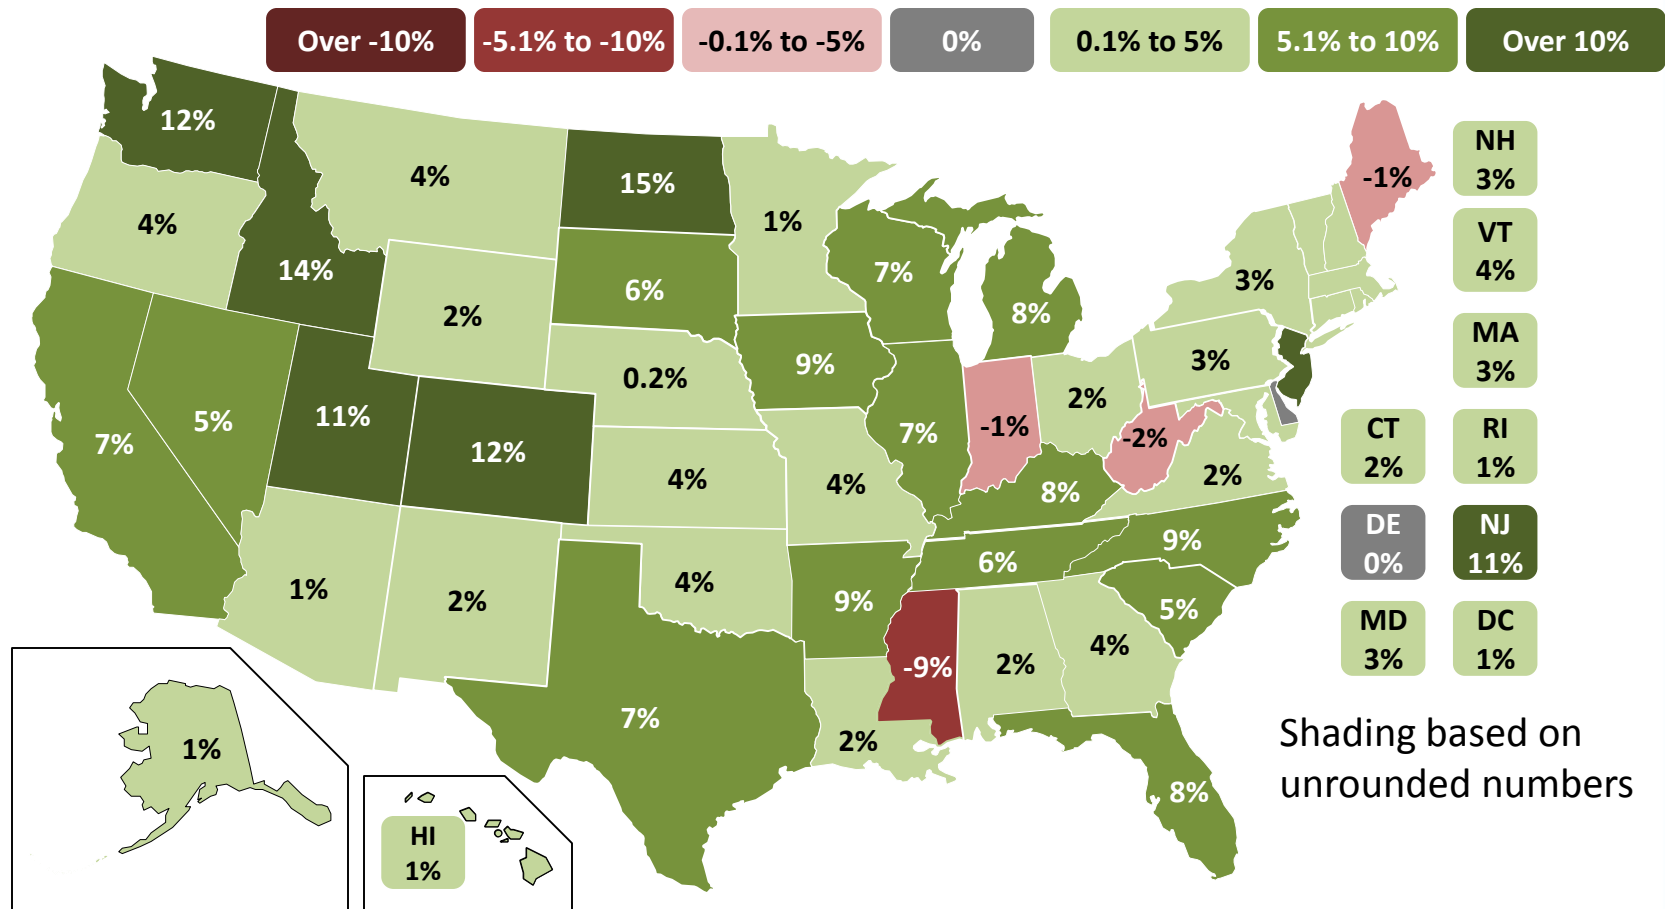 Over -10%
-5.1% to -10%
-0.1% to -5%
0%
0.1% to 5%
5.1% to 10%
Over 10%
12%
4%
15%
1%
-1%
NH
3%
4%
14%
6%
7%
3%
VT
4%
2%
8%
MA
3%
0.2%
9%
3%
7%
5%
11%
12%
7%
-1%
2%
-2%
CT
2%
RI
1%
4%
4%
8%
2%
DE
0%
NJ
11%
1%
2%
4%
9%
6%
9%
5%
MD
3%
DC
1%
-9%
2%
4%
7%
2%
8%
Shading based on
unrounded numbers
1%
HI
1%